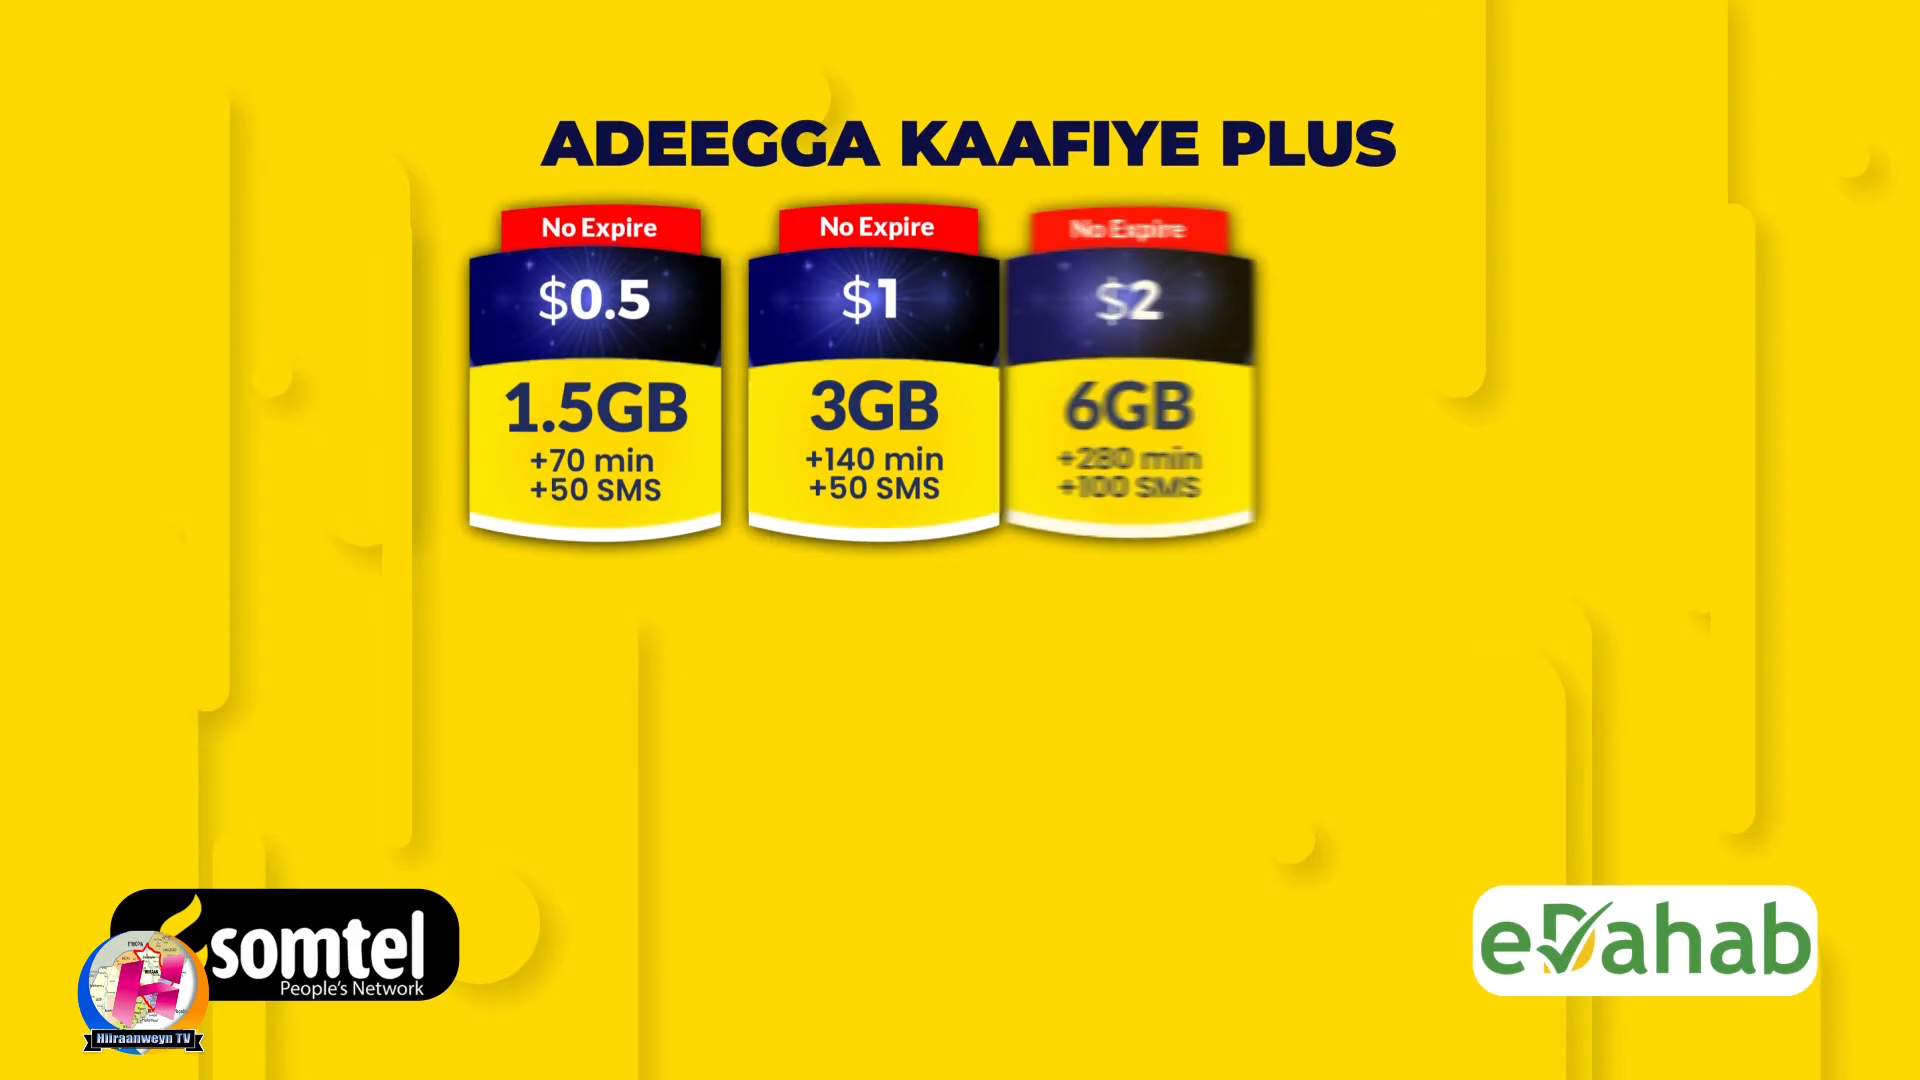 ADEEGGA KAAFIYE PLUS
No Expire
$0.5
1.5GB
+70 min
+50 SMS
No Expire
$1
3GB
+140 min
+50 SMS
No Expire
$2
6GB
+280 min
+100 SMS
somtel
People's Network
Hiiraanweyn TV
eDahab